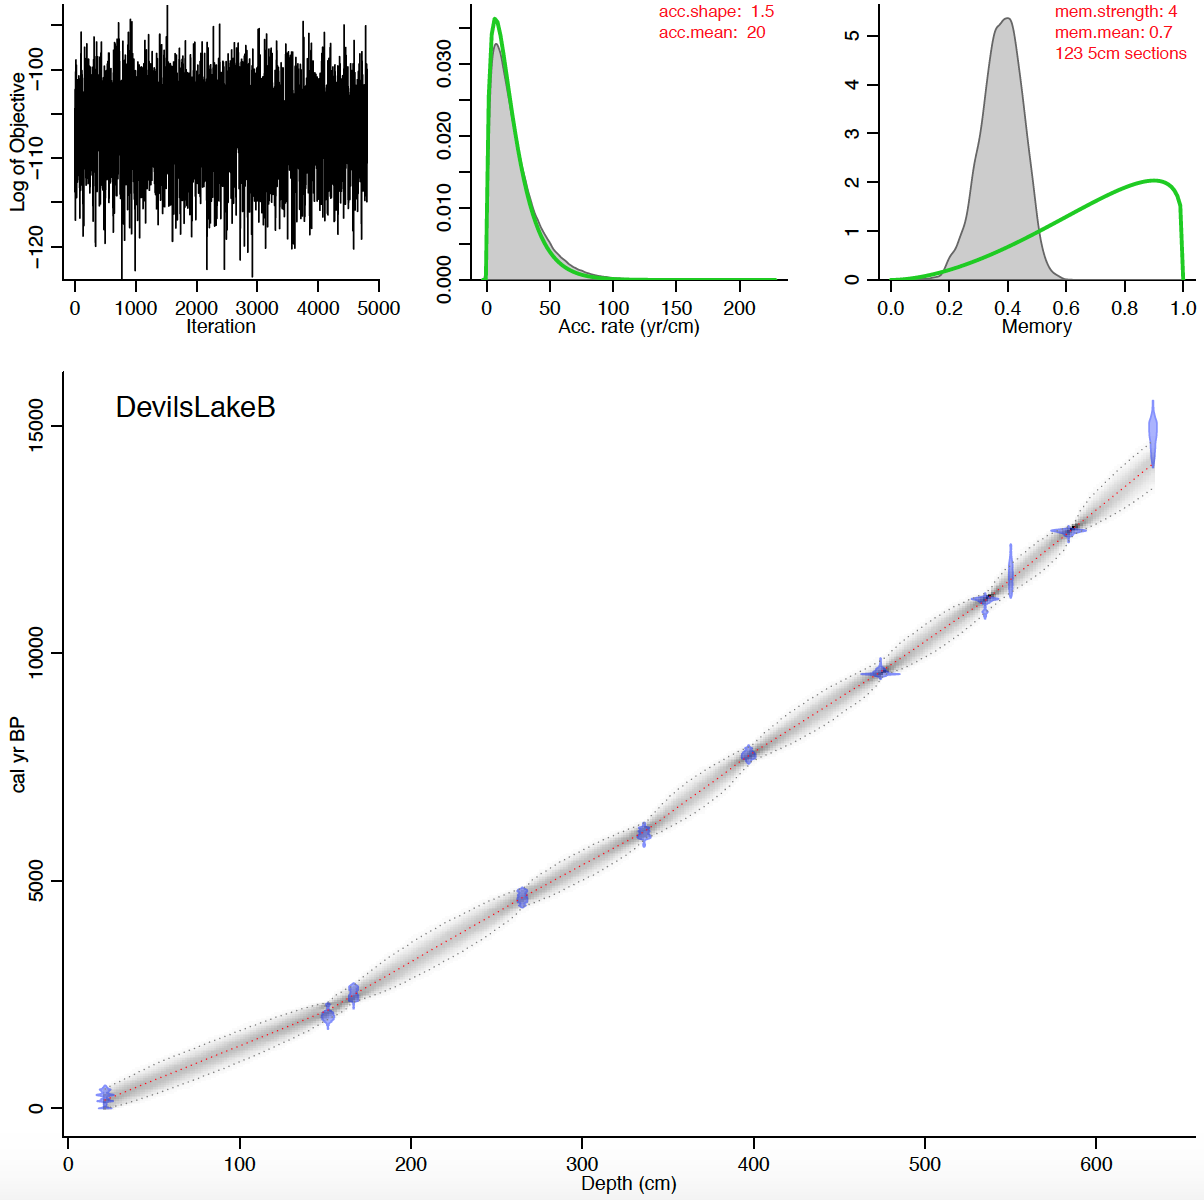 Log of Objective
−100
−110
−120
0 1000 2000 3000 4000 5000
Iteration
acc.shape: 1.5
acc.mean: 20
0.030
0.020
0.010
0.000
0 50 100 150 200
Acc. rate (yr/cm)
mem.strength: 4
mem.mean: 0.7
123 5cm sections
5
4
3
2
1
0
0.0 0.2 0.4 0.6 0.8 1.0
Memory
DevilsLakeB
cal yr BP
15000
10000
5000
0
0 100 200 300 400 500 600
Depth (cm)